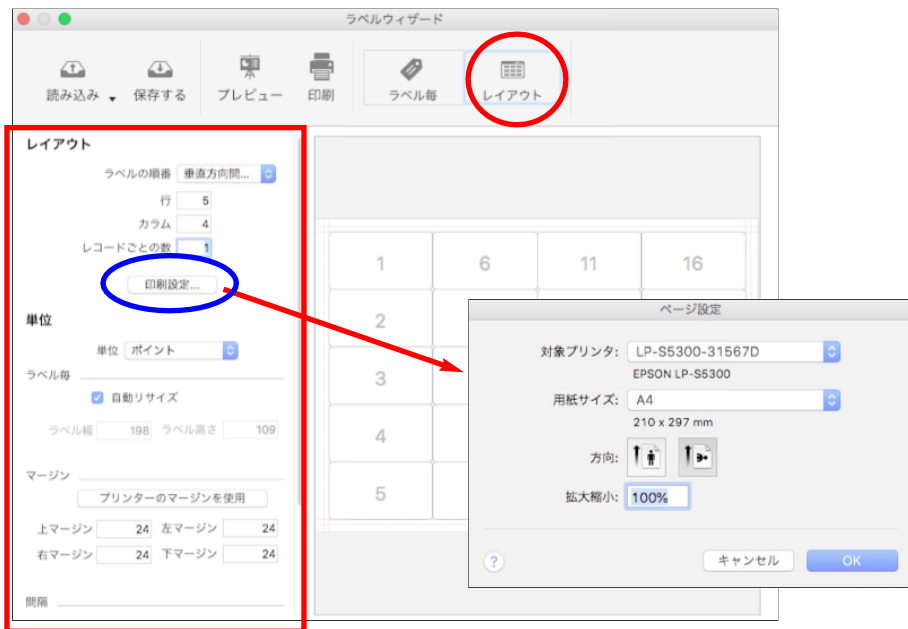 ラベルウィザード
読み込み 保存する プレビュー 印刷 ラベル毎 レイアウト
レイアウト
ラベルの順番 垂直方向間...
行 5
カラム 4
レコードごとの数 1
印刷設定...
単位
単位 ポイント
ラベル毎
自動リサイズ
ラベル幅 198 ラベル高さ 109
マージン
プリンターのマージンを使用
上マージン 24 左マージン 24
右マージン 24 下マージン 24
間隔
1 6 11 16
2
3
4
5
ページ設定
対象プリンタ: LP-S5300-31567D
EPSON LP-S5300
用紙サイズ: A4
210 x 297 mm
方向:
拡大縮小: 100%
? キャンセル OK